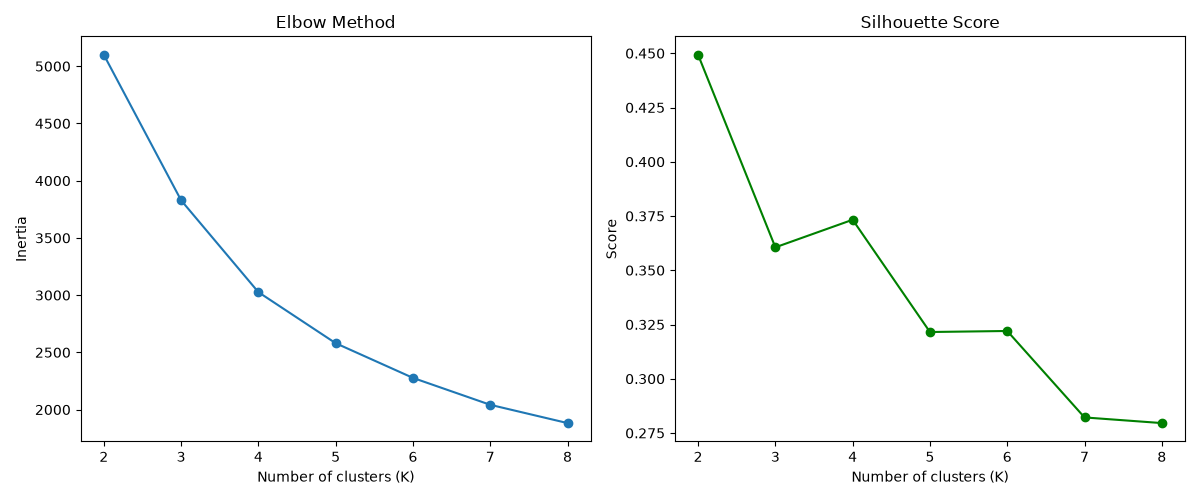 Elbow Method
5000
4500
4000
3500
3000
2500
2000
Inertia
2 3 4 5 6 7 8
Number of clusters (K)
Silhouette Score
0.450
0.425
0.400
0.375
0.350
0.325
0.300
0.275
Score
2 3 4 5 6 7 8
Number of clusters (K)